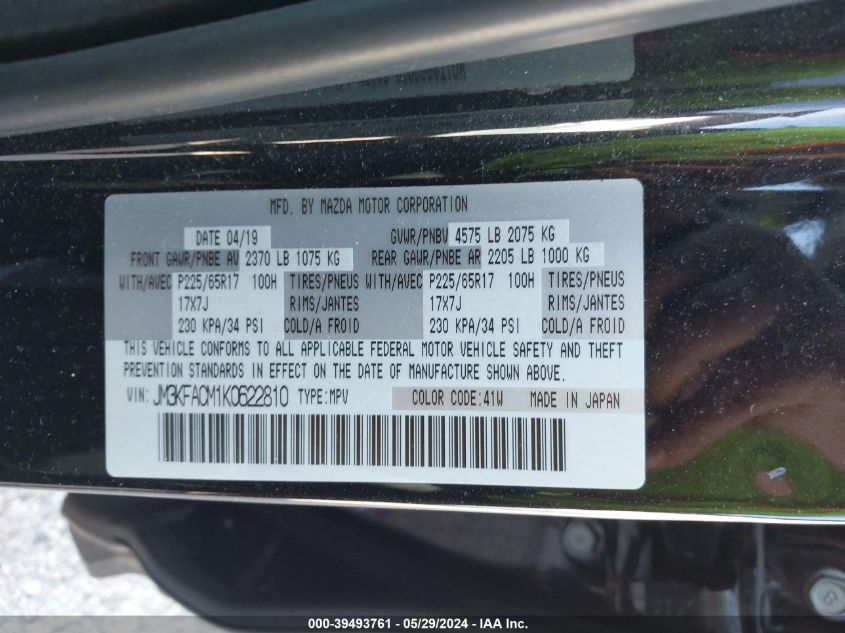 MFD. BY MAZDA MOTOR CORPORATION
DATE 04/19 GVWR/PNBV 4575 LB 2075 KG
FRONT GAWR/PNBE AV 2370 LB 1075 KG REAR GAWR/PNBE AR 2205 LB 1000 KG
WITH/AVEC P225/65R17 100H TIRES/PNEUS WITH/AVEC P225/65R17 100H TIRES/PNEUS
17X7J RIMS/JANTES 17X7J RIMS/JANTES
230 KPA/34 PSI COLD/A FROID 230 KPA/34 PSI COLD/A FROID
THIS VEHICLE CONFORMS TO ALL APPLICABLE FEDERAL MOTOR VEHICLE SAFETY AND THEFT
PREVENTION STANDARDS IN EFFECT ON THE DATE OF MANUFACTURE SHOWN ABOVE.
VIN: JM3KFACM1K0622810 TYPE:MPV COLOR CODE:41W MADE IN JAPAN
000-39493761 - 05/29/2024 - IAA Inc.